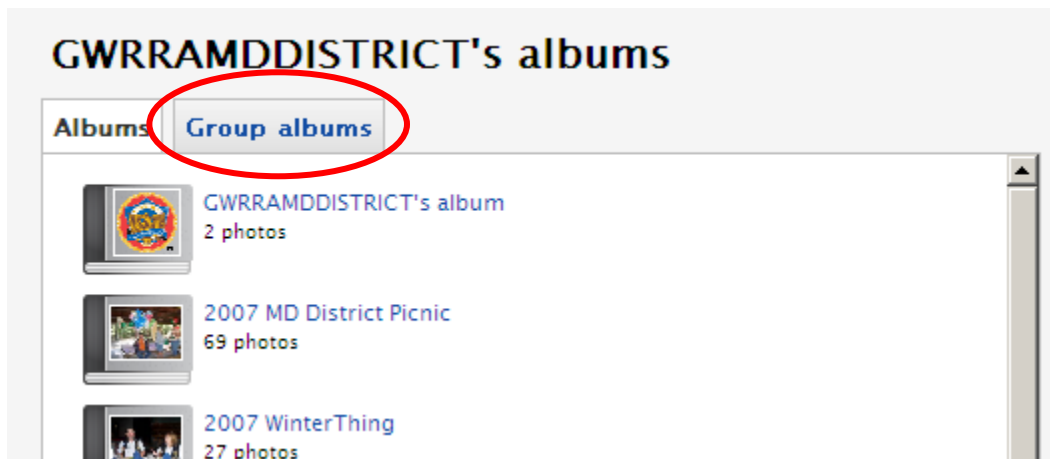 GWRRAMDDISTRICT's albums
Albums Group albums
GWRRAMDDISTRICT's album
2 photos
2007 MD District Picnic
69 photos
2007 WinterThing
27 photos